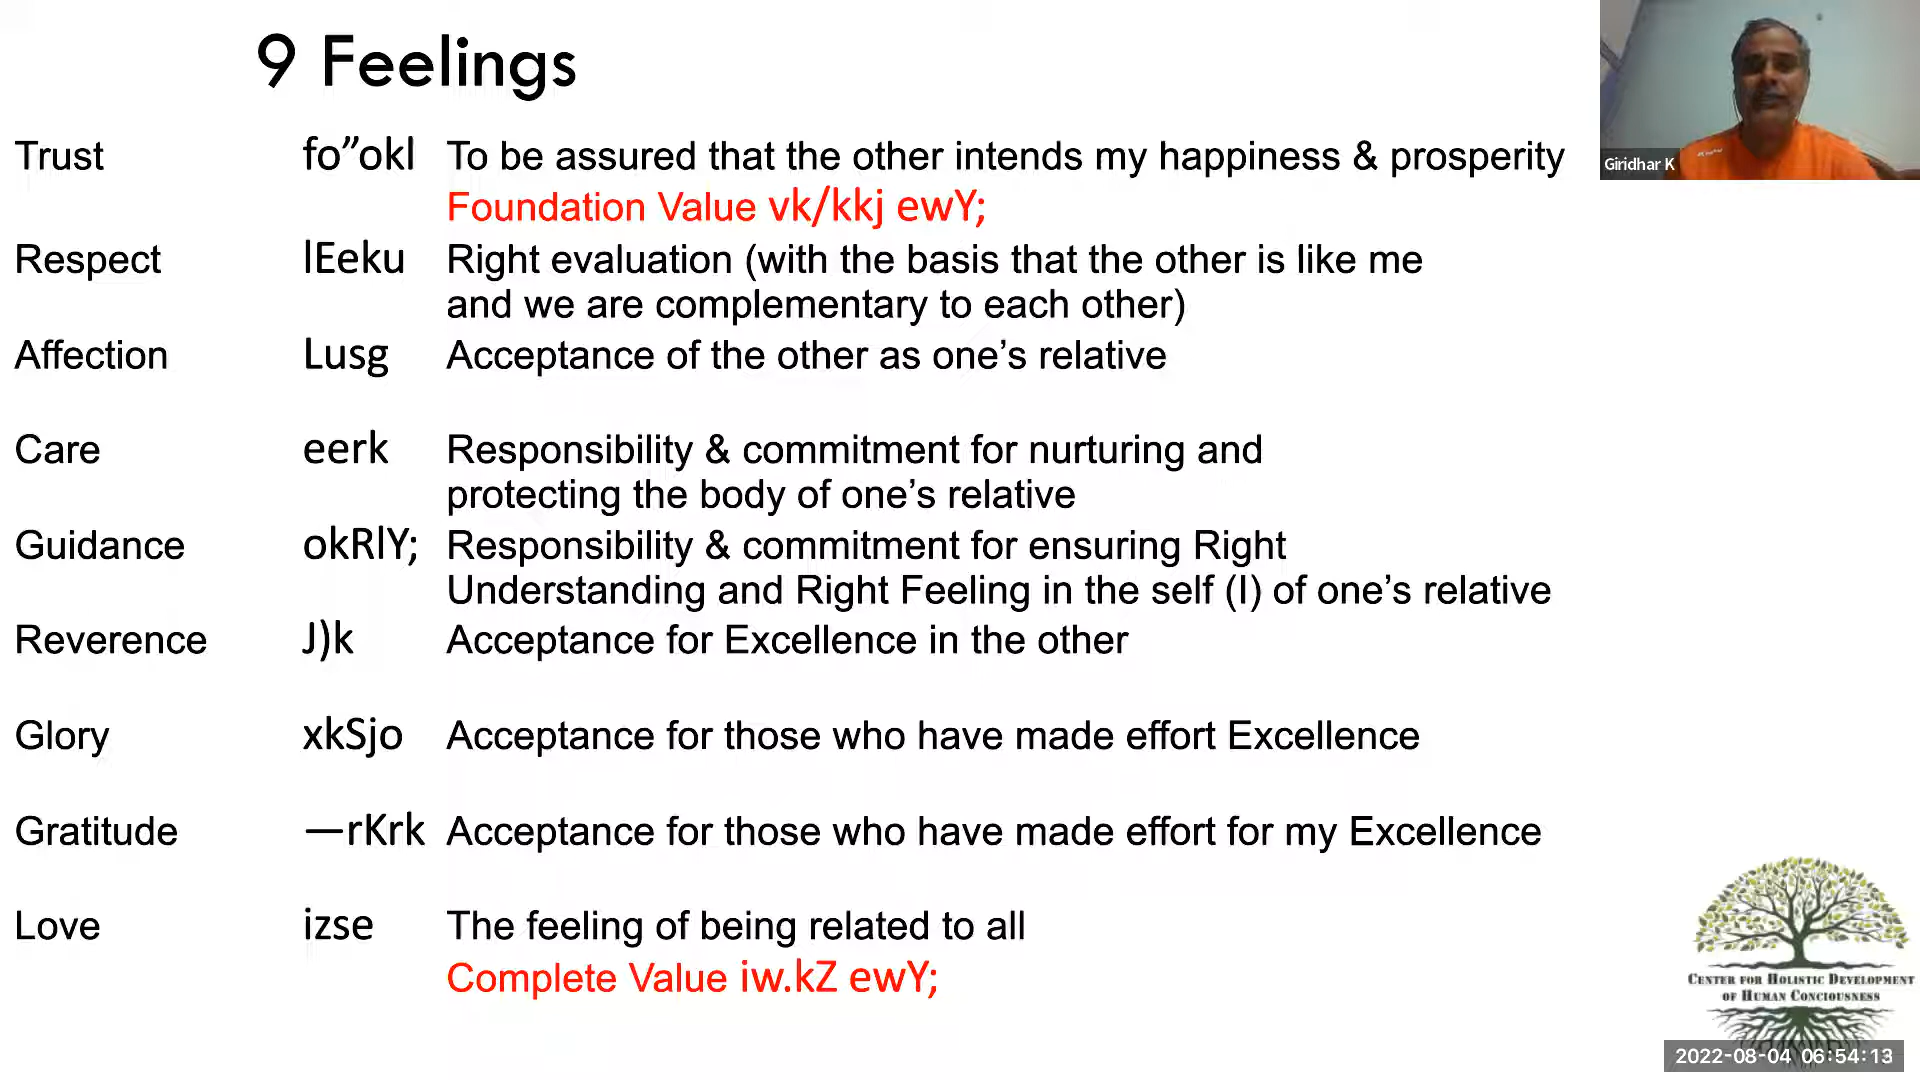 9 Feelings
Giridhar K
Trust fo”okl To be assured that the other intends my happiness & prosperity
Foundation Value vk/kkj ewY;
Respect lEeku Right evaluation (with the basis that the other is like me
and we are complementary to each other)
Affection Lusg Acceptance of the other as one’s relative
Care eerk Responsibility & commitment for nurturing and
protecting the body of one’s relative
Guidance okRlY; Responsibility & commitment for ensuring Right
Understanding and Right Feeling in the self (I) of one’s relative
Reverence J)k Acceptance for Excellence in the other
Glory xkSjo Acceptance for those who have made effort Excellence
Gratitude —rKrk Acceptance for those who have made effort for my Excellence
Love izse The feeling of being related to all
Complete Value iw.kZ ewY;
CENTER FOR HOLISTIC DEVELOPMENT
OF HUMAN CONCIOUSNESS
2022-08-04 06:54:13